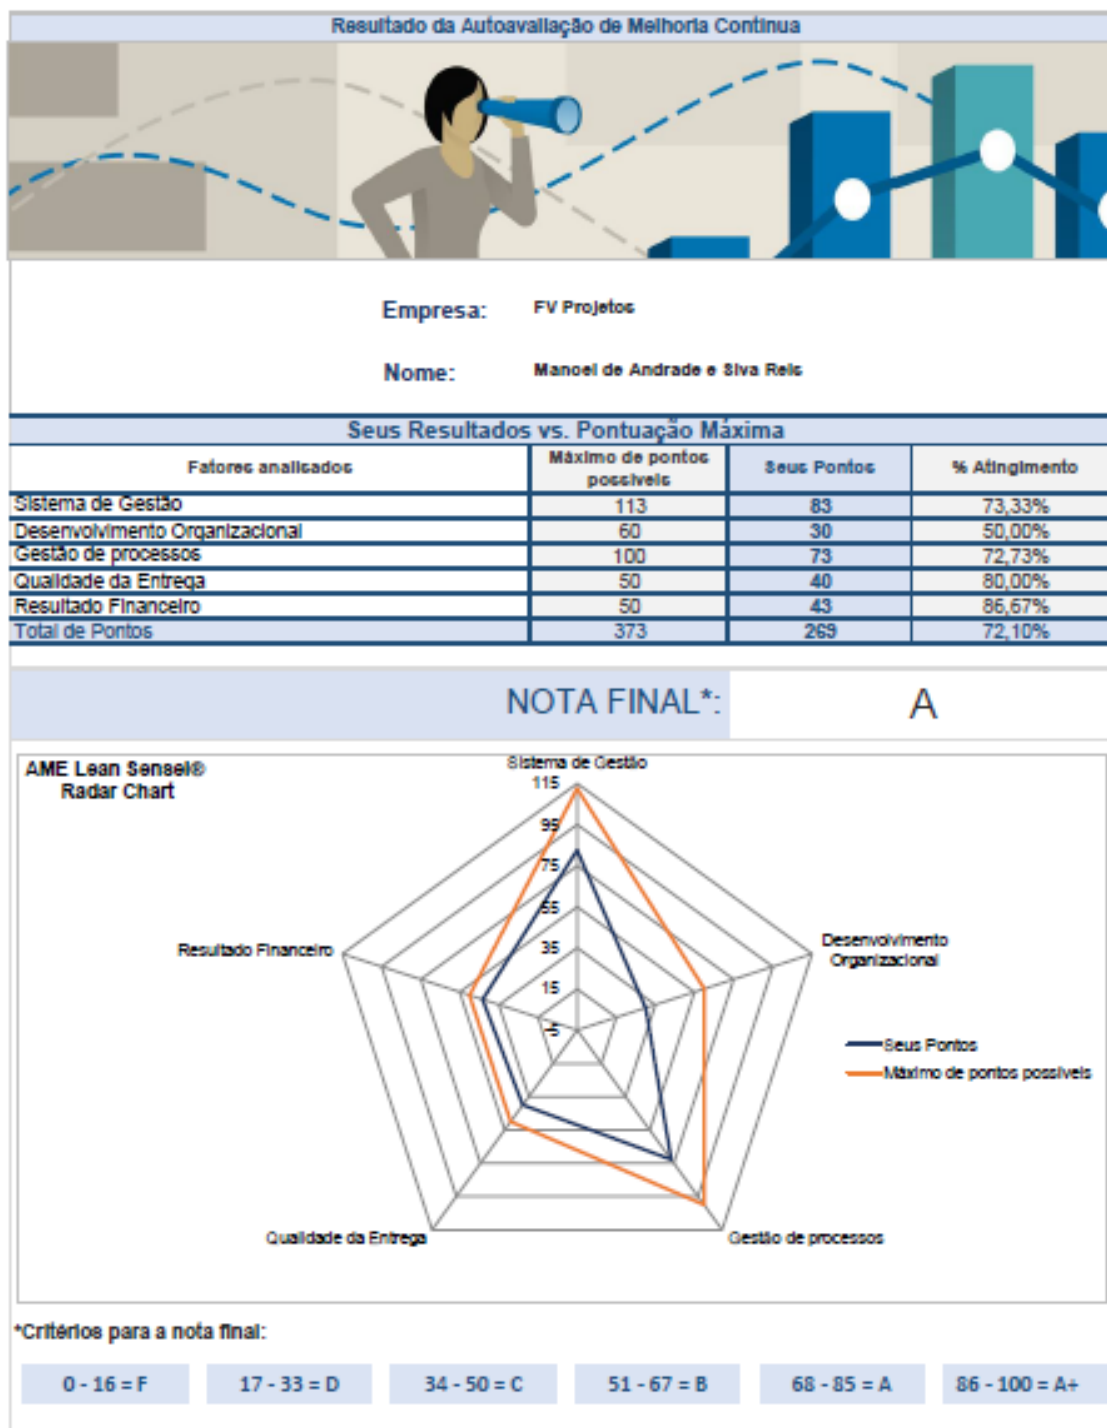 Resultado da Autoavaliação de Melhoria Contínua
Empresa: FV Projetos
Nome: Manoel de Andrade e Silva Reis
Seus Resultados vs. Pontuação Máxima
Fatores analisados Máximo de pontos possíveis Seus Pontos % Atingimento
Sistema de Gestão 113 83 73,33%
Desenvolvimento Organizacional 60 30 50,00%
Gestão de processos 100 73 72,73%
Qualidade da Entrega 50 40 80,00%
Resultado Financeiro 50 43 86,67%
Total de Pontos 373 269 72,10%
NOTA FINAL*: A
AME Lean Sensei®
Radar Chart
Sistema de Gestão
115
95
75
55
35
15
-5
Resultado Financeiro
Desenvolvimento
Organizacional
Seus Pontos
Máximo de pontos possíveis
Qualidade da Entrega
Gestão de processos
*Critérios para a nota final:
0 - 16 = F 17 - 33 = D 34 - 50 = C 51 - 67 = B 68 - 85 = A 86 - 100 = A+